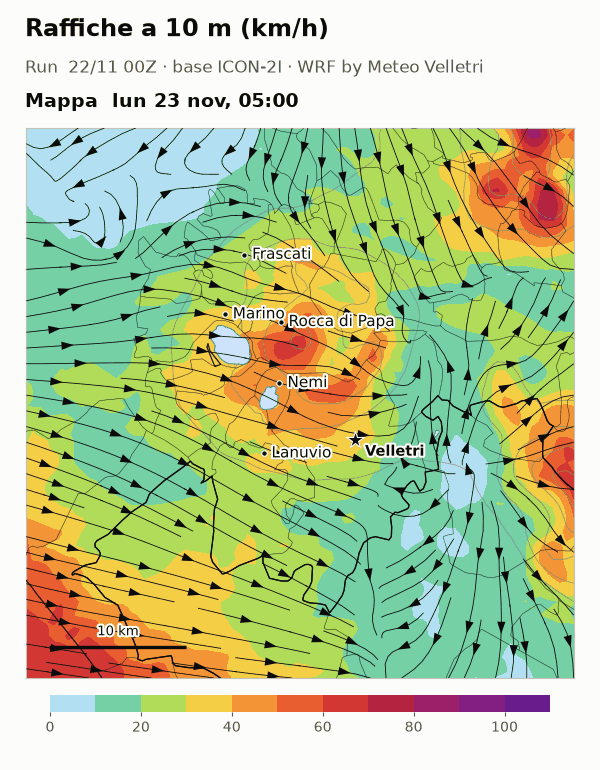 Raffiche a 10 m (km/h)
Run 22/11 00Z · base ICON-2I · WRF by Meteo Velletri
Mappa lun 23 nov, 05:00
Frascati
Marino
Rocca di Papa
Nemi
Velletri
Lanuvio
10 km
0 20 40 60 80 100